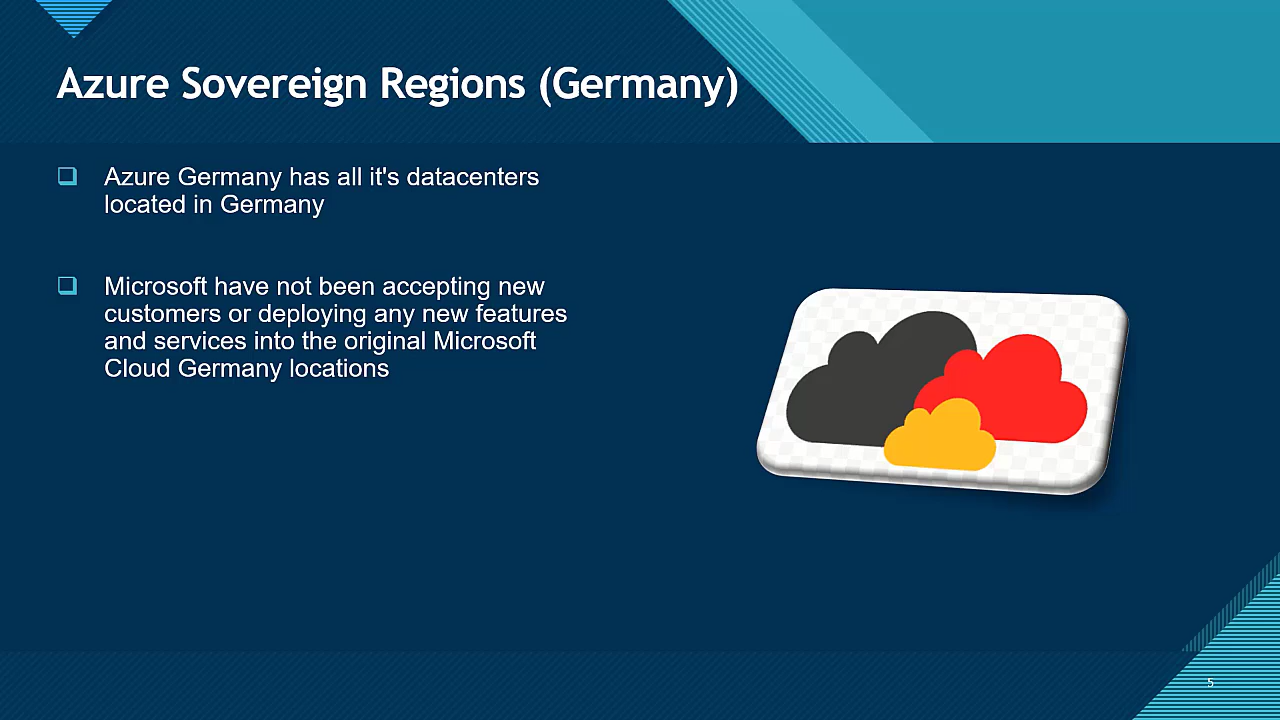 Azure Sovereign Regions (Germany)
Azure Germany has all it's datacenters
located in Germany
Microsoft have not been accepting new
customers or deploying any new features
and services into the original Microsoft
Cloud Germany locations
5